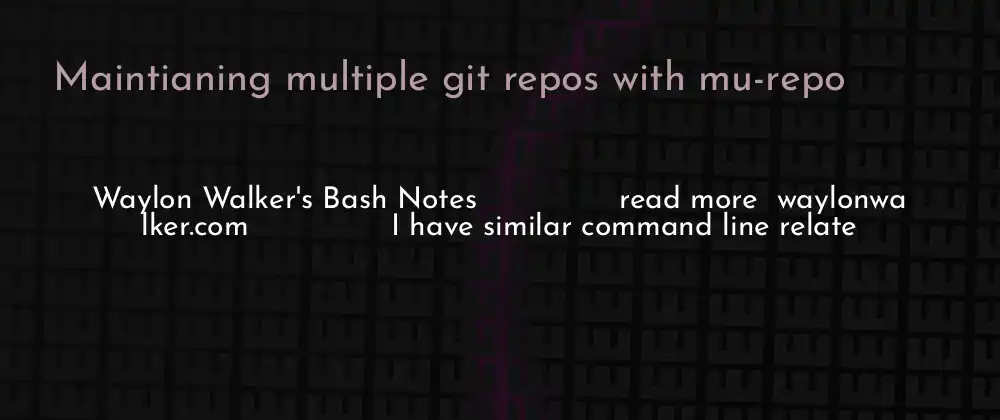 Maintianing multiple git repos with mu-repo
Waylon Walker's Bash Notes read more waylonwa
lker.com I have similar command line relate